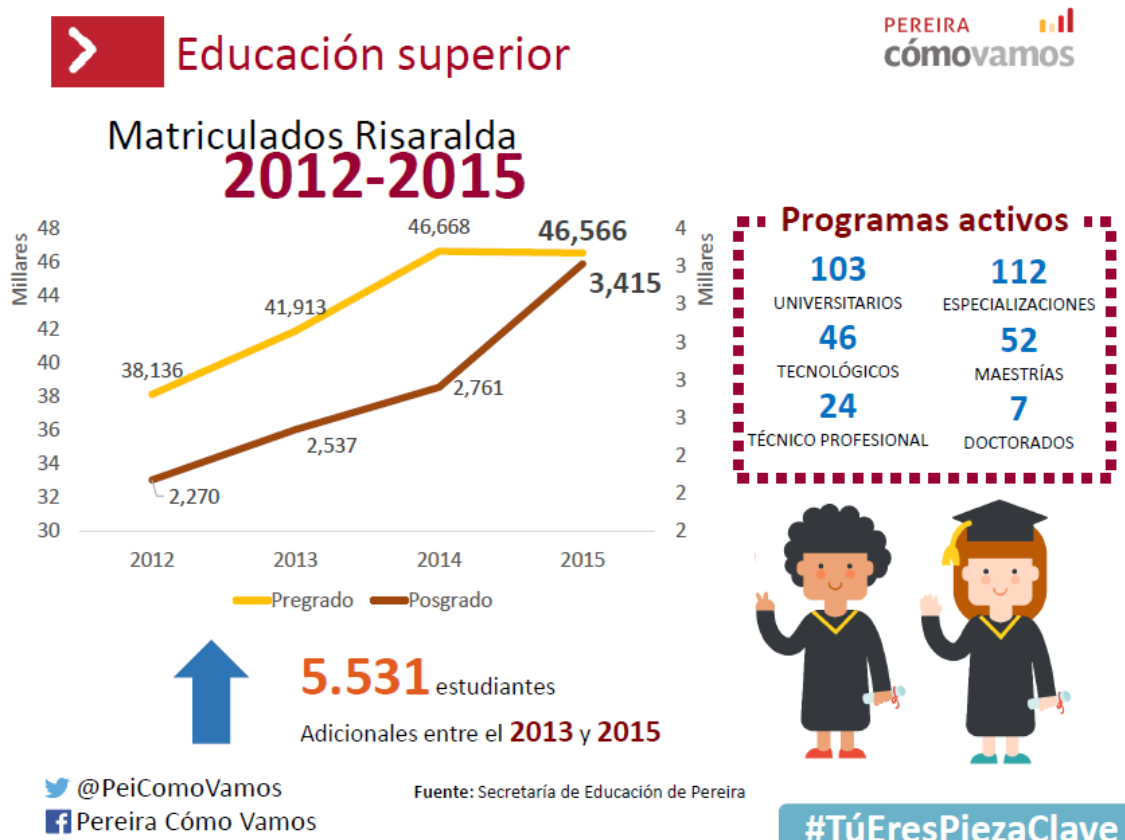 Educación superior
PEREIRA
cómovamos
Matriculados Risaralda
2012-2015
Millares
48
46
44
42
40
38
36
34
32
30
38,136
41,913
46,668
46,566
2,270
2,537
2,761
3,415
4
3
3
3
3
3
2
2
2
Millares
2012 2013 2014 2015
Pregrado Posgrado
Programas activos
103 112
UNIVERSITARIOS ESPECIALIZACIONES
46 52
TECNOLÓGICOS MAESTRÍAS
24 7
TÉCNICO PROFESIONAL DOCTORADOS
5.531 estudiantes
Adicionales entre el 2013 y 2015
@PeiComoVamos
Pereira Cómo Vamos
Fuente: Secretaría de Educación de Pereira
#TúEresPiezaClave